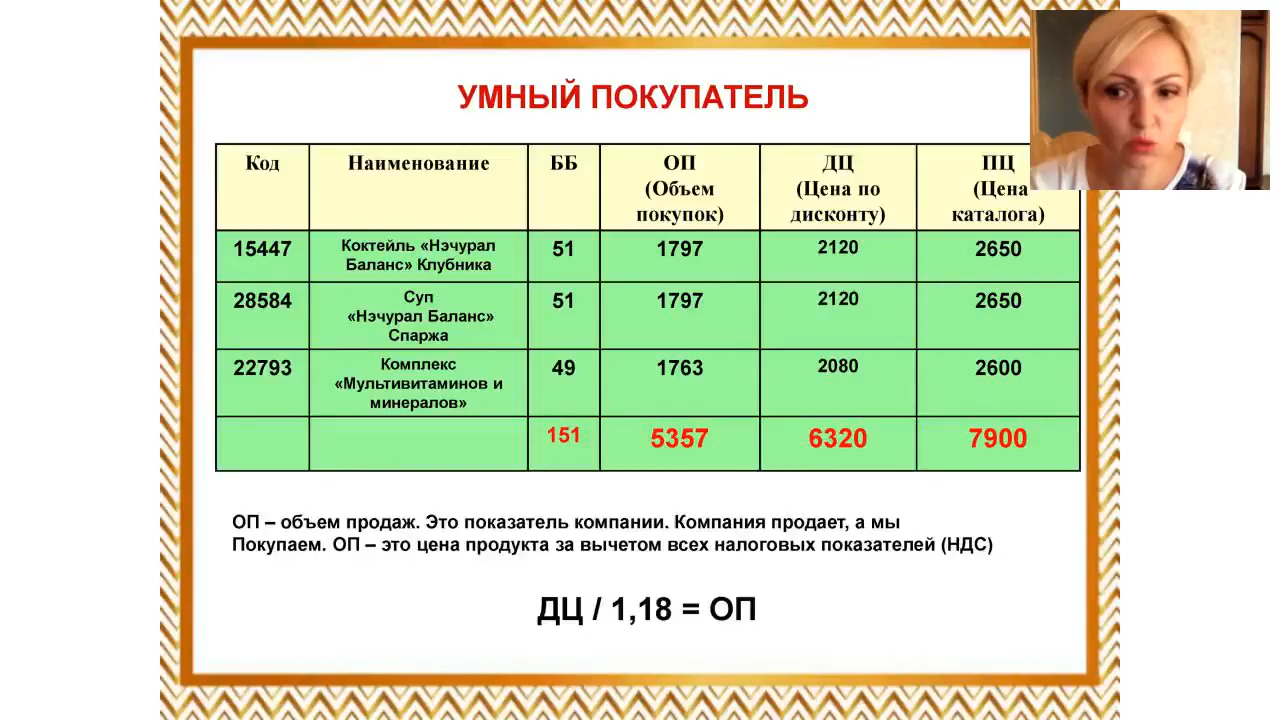 УМНЫЙ ПОКУПАТЕЛЬ
Код Наименование ББ ОП ДЦ ПЦ
(Объем (Цена по (Цена
покупок) дисконту) каталога)
15447 Коктейль «Нэчурал 51 1797 2120 2650
Баланс» Клубника
28584 Суп 51 1797 2120 2650
«Нэчурал Баланс»
Спаржа
22793 Комплекс 49 1763 2080 2600
«Мультивитаминов и
минералов»
151 5357 6320 7900
ОП – объем продаж. Это показатель компании. Компания продает, а мы
Покупаем. ОП – это цена продукта за вычетом всех налоговых показателей (НДС)
ДЦ / 1,18 = ОП